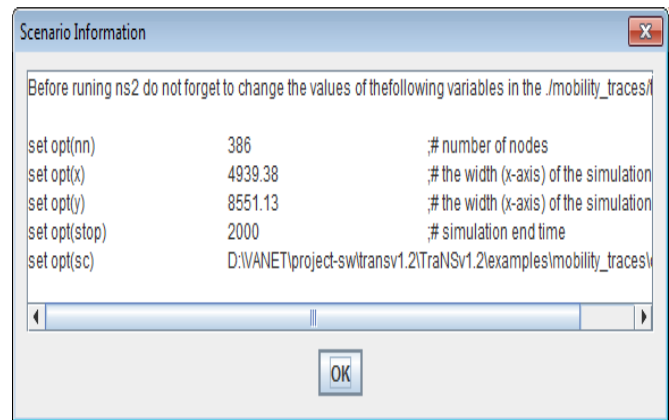 Scenario Information
Before runing ns2 do not forget to change the values of thefollowing variables in the ./mobility_traces/
set opt(nn) 386 ;# number of nodes
set opt(x) 4939.38 ;# the width (x-axis) of the simulation
set opt(y) 8551.13 ;# the width (x-axis) of the simulation
set opt(stop) 2000 ;# simulation end time
set opt(sc) D:\VANET\project-sw\transv1.2\TraNSv1.2\examples\mobility_traces\
OK